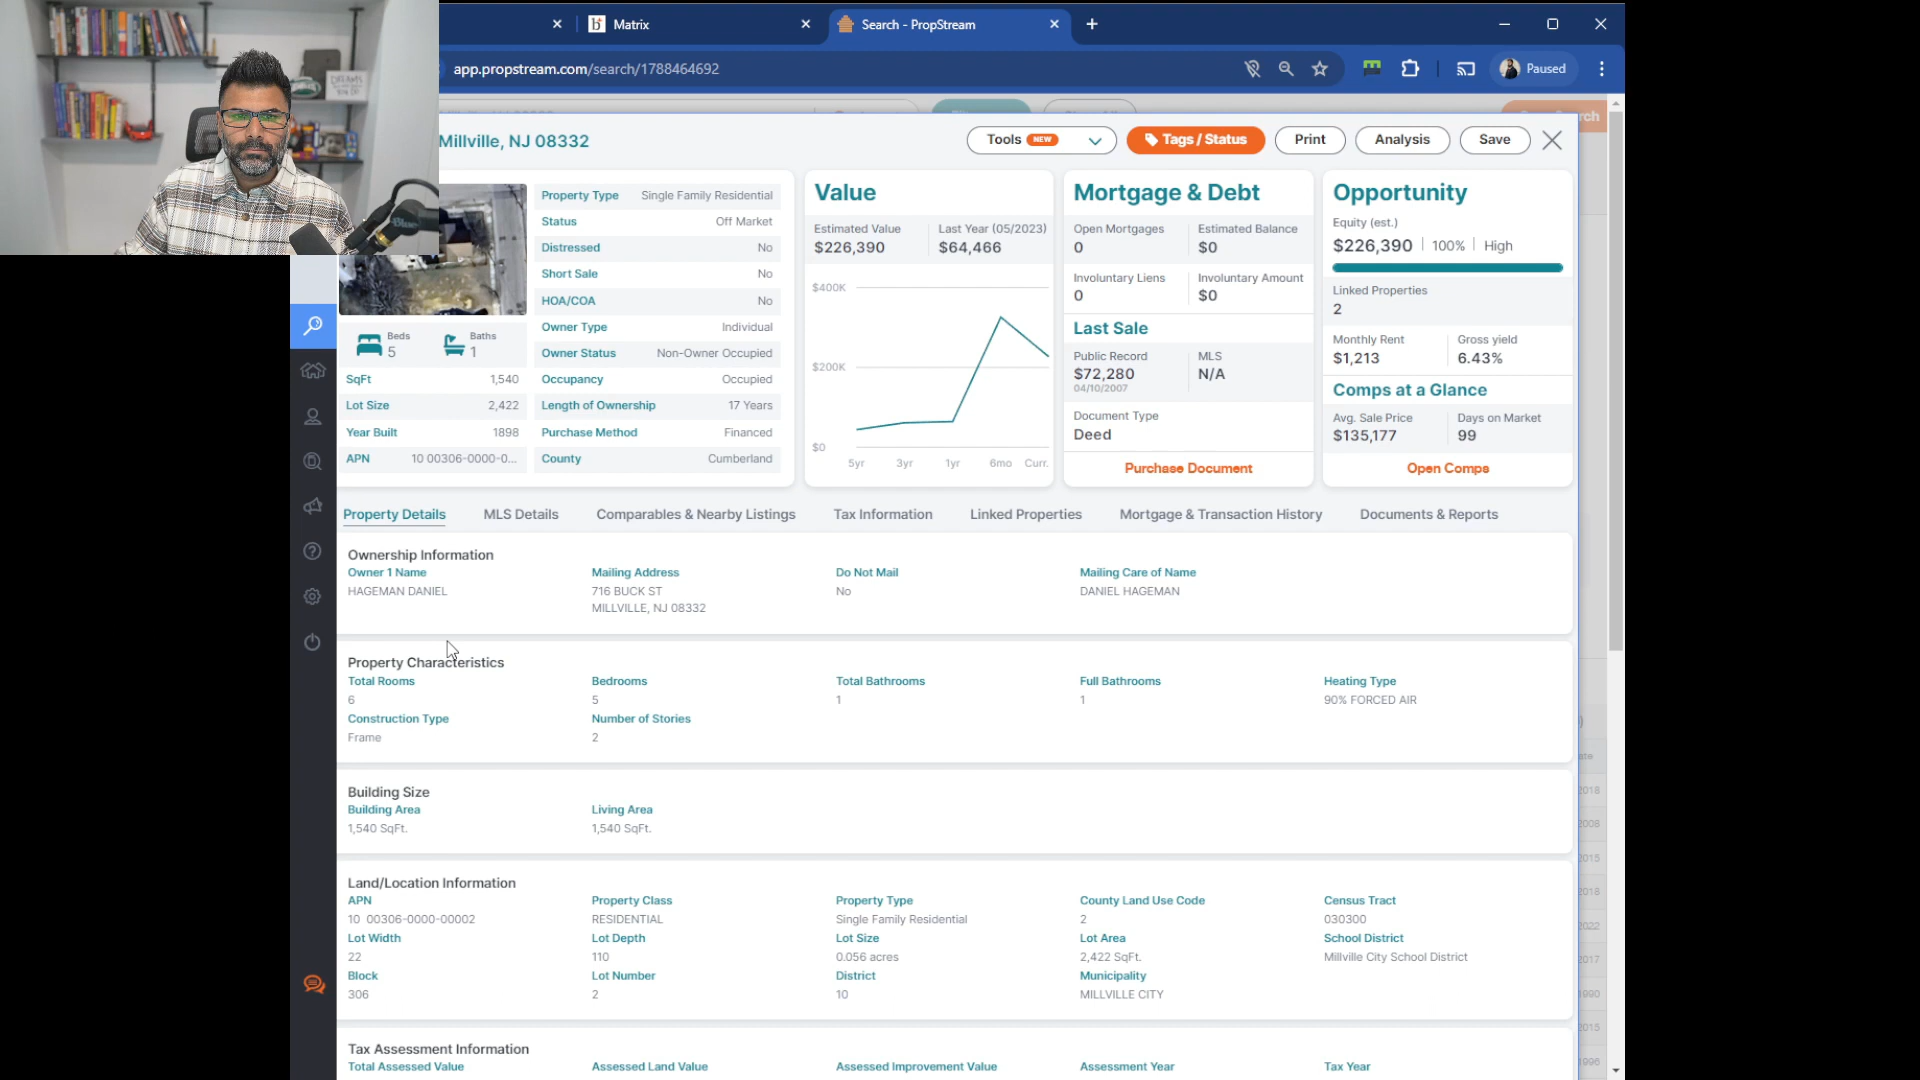 Matrix
Search - PropStream
app.propstream.com/search/1788464692
Paused
Millville, NJ 08332
Tools NEW
Tags / Status
Print
Analysis
Save
Beds
5
Baths
1
SqFt 1,540
Lot Size 2,422
Year Built 1898
APN 10 00306-0000-0...
Property Type Single Family Residential
Status Off Market
Distressed No
Short Sale No
HOA/COA No
Owner Type Individual
Owner Status Non-Owner Occupied
Occupancy Occupied
Length of Ownership 17 Years
Purchase Method Financed
County Cumberland
Value
Estimated Value Last Year (05/2023)
$226,390 $64,466
$400K
$200K
$0
5yr 3yr 1yr 6mo Curr.
Mortgage & Debt
Open Mortgages Estimated Balance
0 $0
Involuntary Liens Involuntary Amount
0 $0
Last Sale
Public Record MLS
$72,280 N/A
04/10/2007
Document Type
Deed
Purchase Document
Opportunity
Equity (est.)
$226,390 100% High
Linked Properties
2
Monthly Rent Gross yield
$1,213 6.43%
Comps at a Glance
Avg. Sale Price Days on Market
$135,177 99
Open Comps
Property Details MLS Details Comparables & Nearby Listings Tax Information Linked Properties Mortgage & Transaction History Documents & Reports
Ownership Information
Owner 1 Name Mailing Address Do Not Mail Mailing Care of Name
HAGEMAN DANIEL 716 BUCK ST No DANIEL HAGEMAN
MILLVILLE, NJ 08332
Property Characteristics
Total Rooms Bedrooms Total Bathrooms Full Bathrooms Heating Type
6 5 1 1 90% FORCED AIR
Construction Type Number of Stories
Frame 2
Building Size
Building Area Living Area
1,540 SqFt. 1,540 SqFt.
Land/Location Information
APN Property Class Property Type County Land Use Code Census Tract
10 00306-0000-00002 RESIDENTIAL Single Family Residential 2 030300
Lot Width Lot Depth Lot Size Lot Area School District
22 110 0.056 acres 2,422 SqFt. Millville City School District
Block Lot Number District Municipality
306 2 10 MILLVILLE CITY
Tax Assessment Information
Total Assessed Value Assessed Land Value Assessed Improvement Value Assessment Year Tax Year